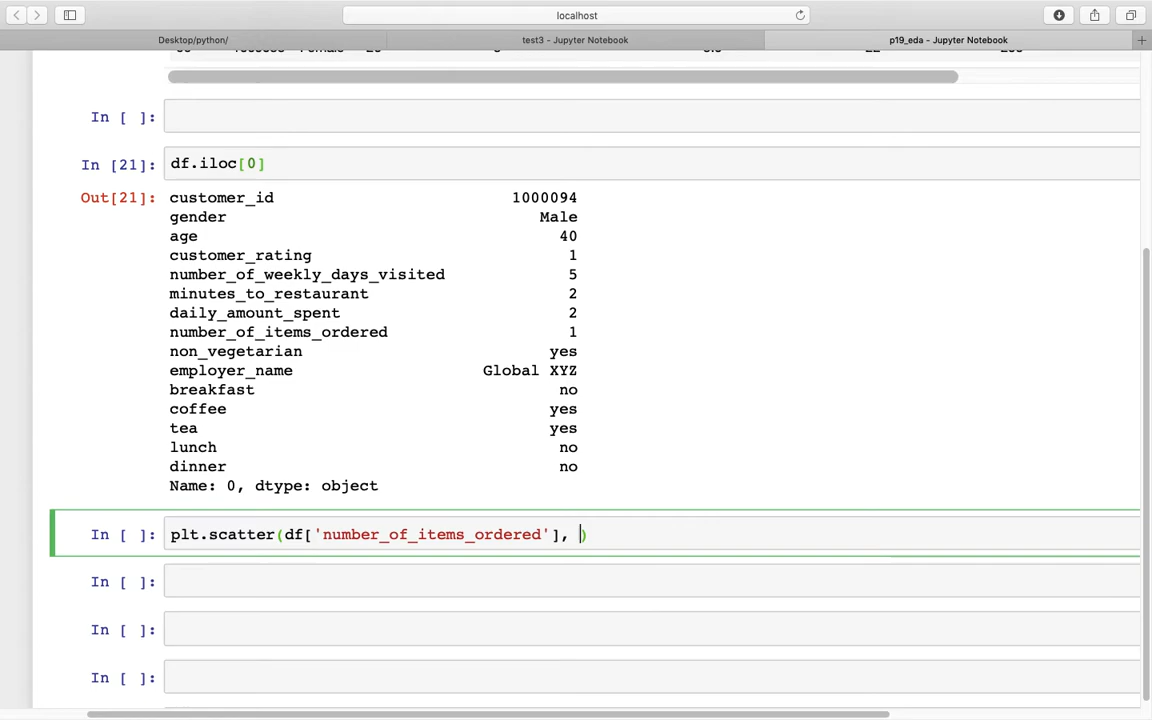 localhost
Desktop/python/ test3 - Jupyter Notebook p19_eda - Jupyter Notebook
In [ ]:
In [21]: df.iloc[0]
Out[21]: customer_id 1000094
gender Male
age 40
customer_rating 1
number_of_weekly_days_visited 5
minutes_to_restaurant 2
daily_amount_spent 2
number_of_items_ordered 1
non_vegetarian yes
employer_name Global XYZ
breakfast no
coffee yes
tea yes
lunch no
dinner no
Name: 0, dtype: object
In [ ]: plt.scatter(df['number_of_items_ordered'], )
In [ ]:
In [ ]:
In [ ]: